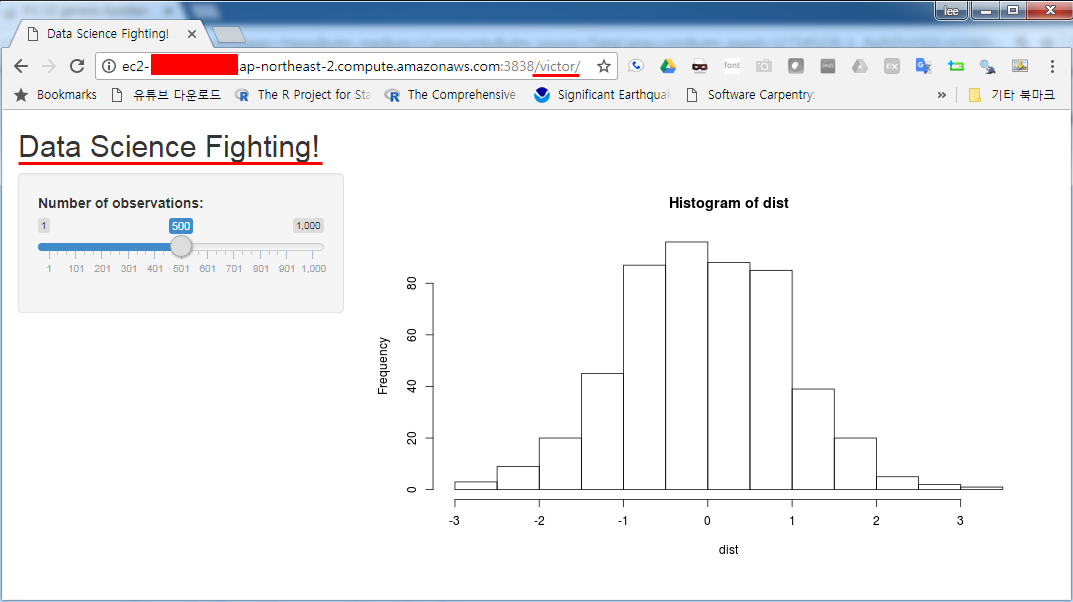 lee
Data Science Fighting!
ec2- .ap-northeast-2.compute.amazonaws.com:3838/victor/
font
EX
Bookmarks 유튜브 다운로드 The R Project for Sta The Comprehensive Significant Earthqua Software Carpentry: » 기타 북마크
Data Science Fighting!
Number of observations:
1 500 1,000
1 101 201 301 401 501 601 701 801 901 1,000
Histogram of dist
Frequency
80
60
40
20
0
-3 -2 -1 0 1 2 3
dist